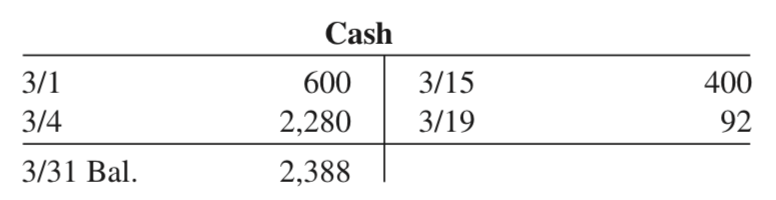 Cash
3/1 600 3/15 400
3/4 2,280 3/19 92
3/31 Bal. 2,388